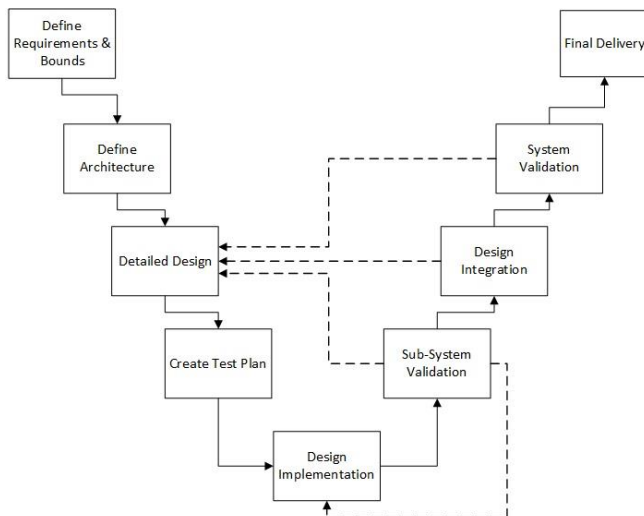 Define
Requirements &
Bounds
Final Delivery
Define
Architecture
System
Validation
Detailed Design
Design
Integration
Create Test Plan
Sub-System
Validation
Design
Implementation